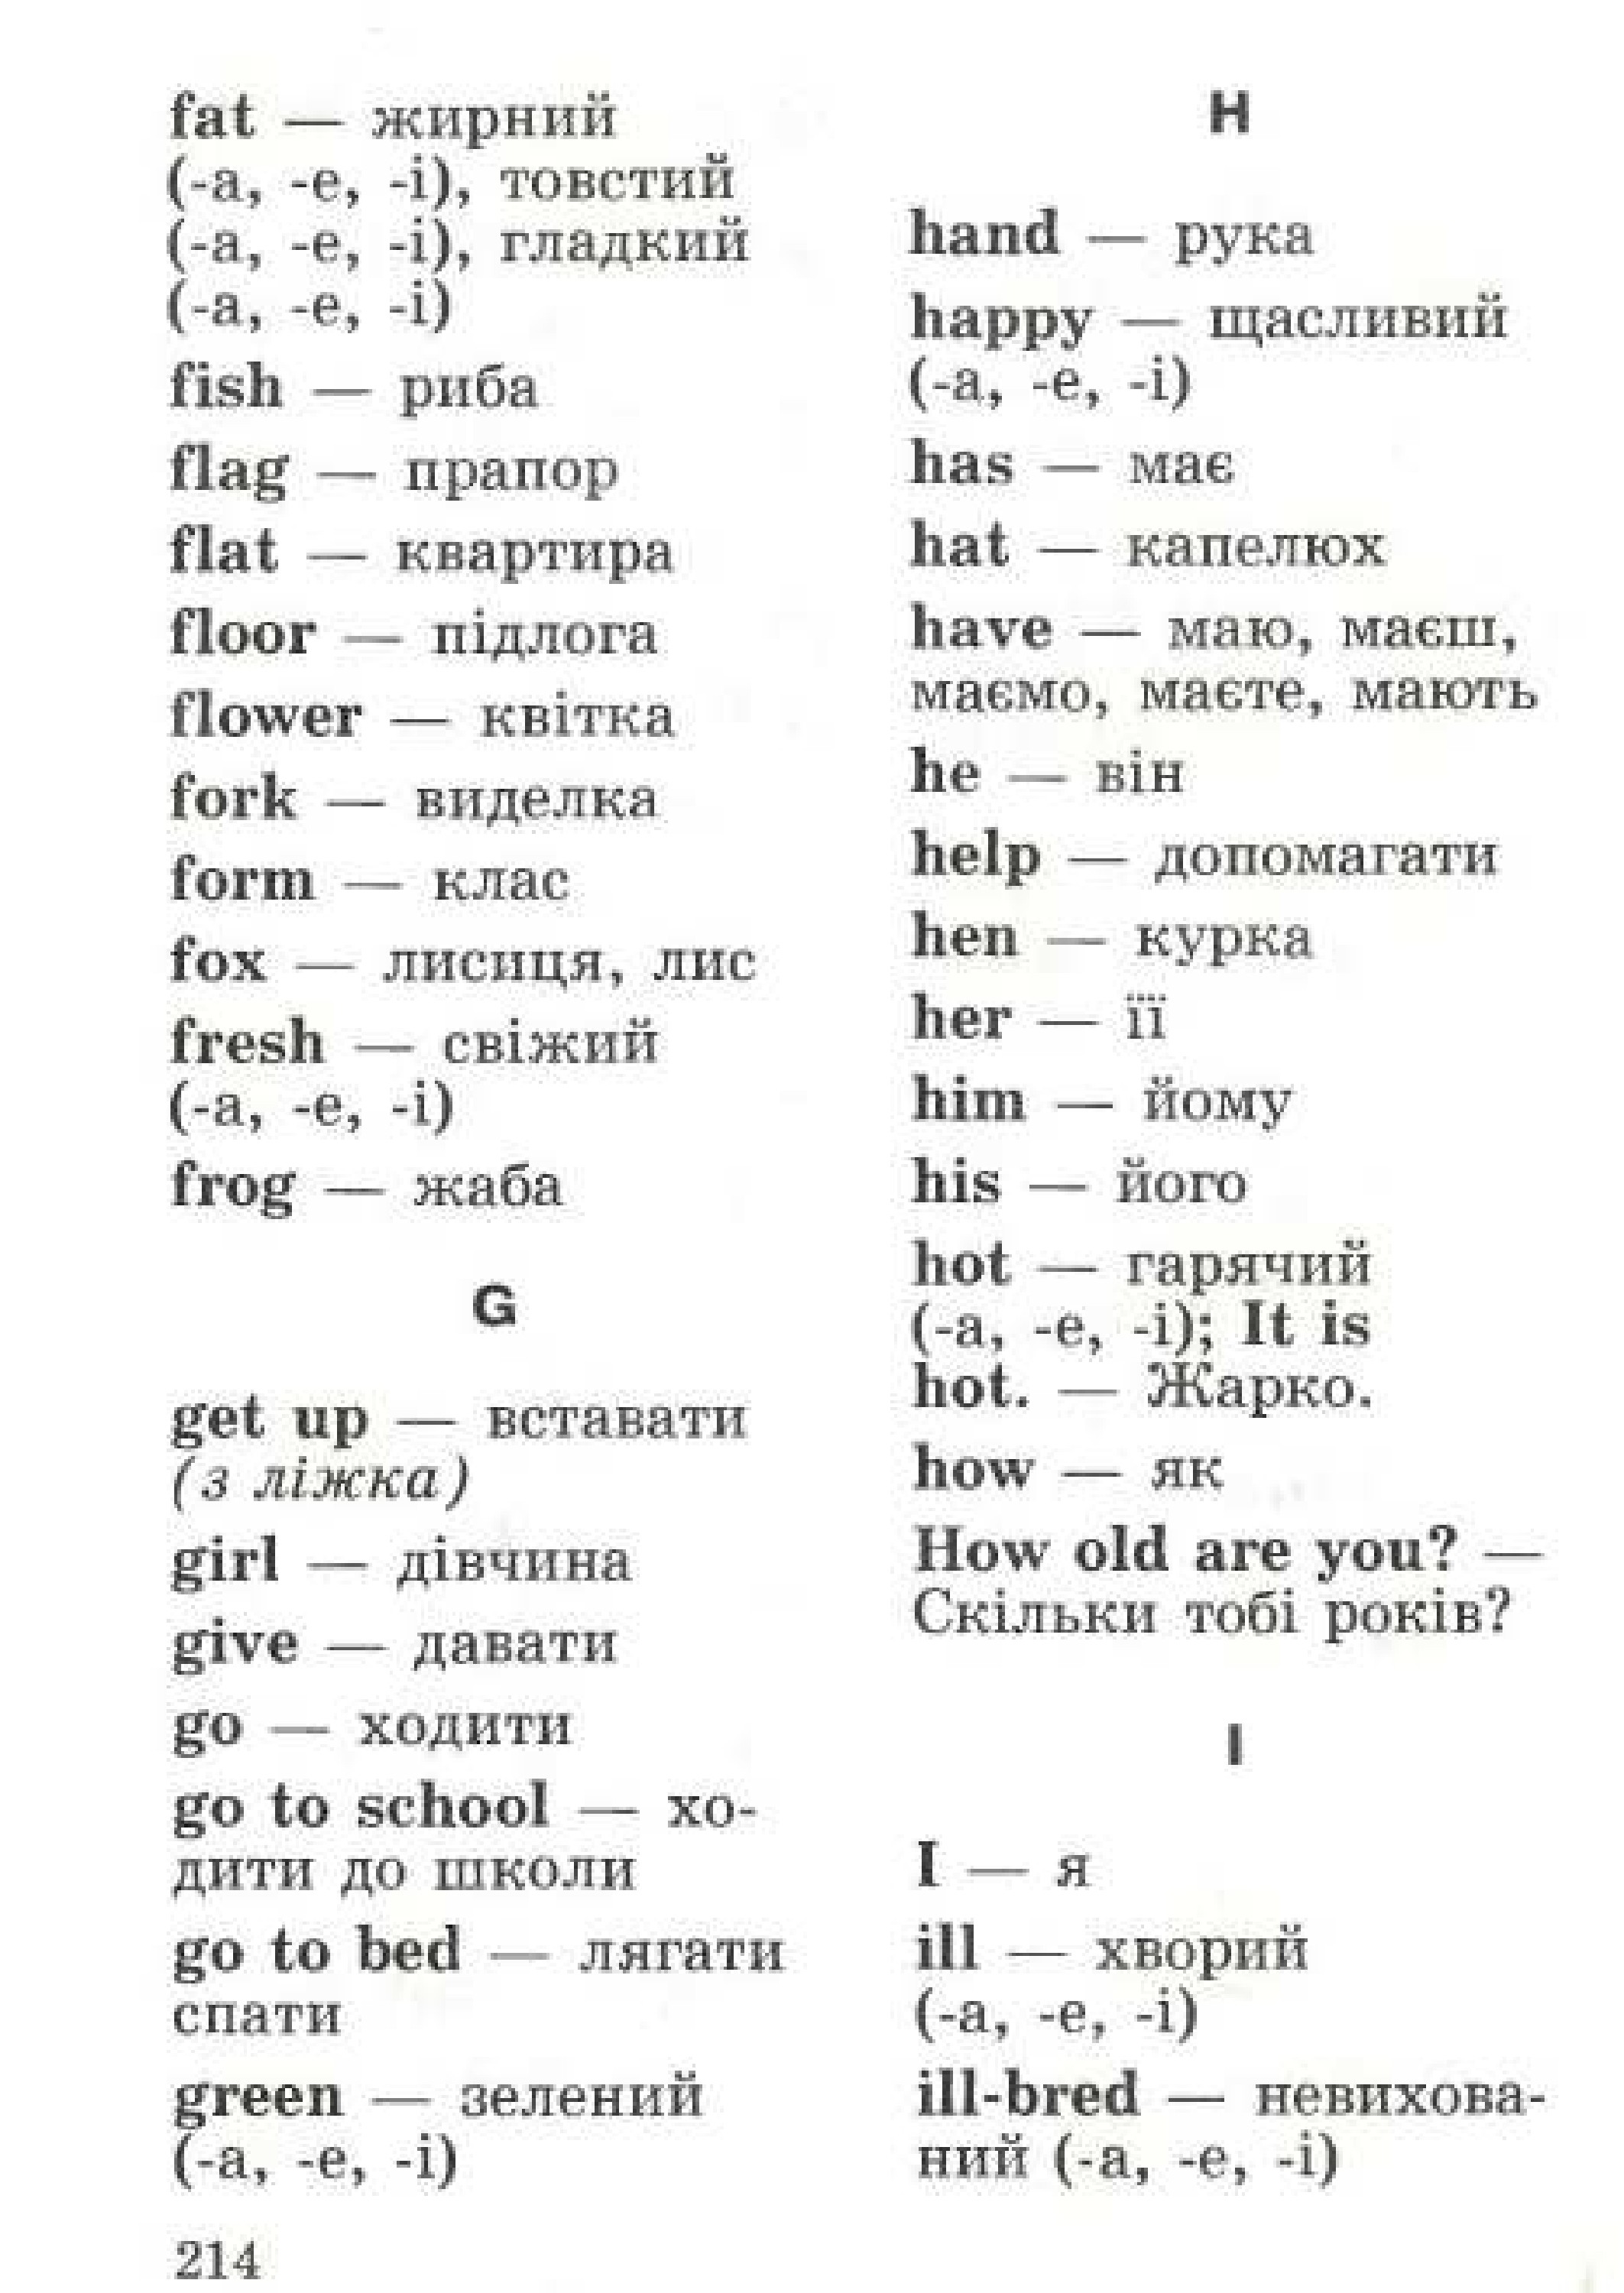 fat — жирний
(-а, -е, -і), товстий
(-а, -е, -і), гладкий
(-а, -е, -і)
fish — риба
flag — прапор
flat — квартира
floor — підлога
flower — квітка
fork — виделка
form — клас
fox — лисиця, лис
fresh — свіжий
(-а, -е, -і)
frog — жаба
G
get up — вставати
(з ліжка)
girl — дівчина
give — давати
go — ходити
go to school — хо-
дити до школи
go to bed — лягати
спати
green — зелений
(-а, -е, -і)
214
H
hand — рука
happy — щасливий
(-а, -е, -і)
has — має
hat — капелюх
have — маю, маєш,
маємо, маєте, мають
he — він
help — допомагати
hen — курка
her — її
him — йому
his — його
hot — гарячий
(-а, -е, -і); It is
hot. — Жарко.
how — як
How old are you? —
Скільки тобі років?
I
I — я
ill — хворий
(-а, -е, -і)
ill-bred — невихова-
ний (-а, -е, -і)